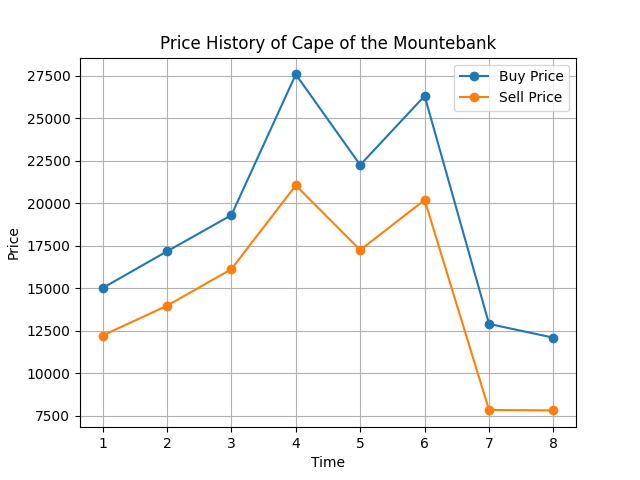 Price History of Cape of the Mountebank
Buy Price
Sell Price
27500
25000
22500
20000
17500
15000
12500
10000
7500
Price
1 2 3 4 5 6 7 8
Time